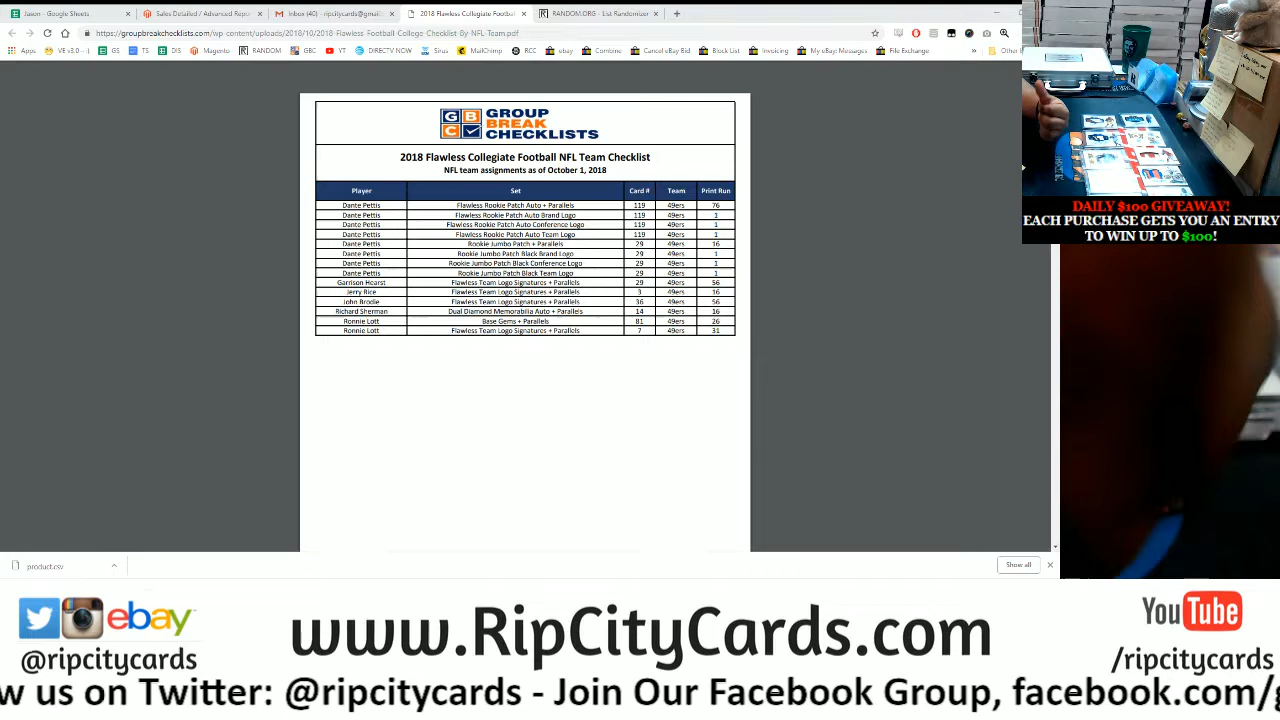 Jason - Google Sheets
Sales Detailed / Advanced Repo
Inbox (40) - ripcitycards@gmail
2018 Flawless Collegiate Footba
RANDOM.ORG - List Randomizer
https://groupbreakchecklists.com/wp-content/uploads/2018/10/2018-Flawless-Football-College-Checklist-By-NFL-Team.pdf
Apps VE v3.0 GS TS DIS Magento RANDOM GBC YT DIRECTV NOW Sirius MailChimp RCC ebay Combine Cancel eBay Bid Block List Invoicing My eBay: Messages File Exchange
GBC GROUP BREAK CHECKLISTS
2018 Flawless Collegiate Football NFL Team Checklist
NFL team assignments as of October 1, 2018
Player Set Card # Team Print Run
Dante Pettis Flawless Rookie Patch Auto + Parallels 119 49ers 76
Dante Pettis Flawless Rookie Patch Auto Brand Logo 119 49ers 1
Dante Pettis Flawless Rookie Patch Auto Conference Logo 119 49ers 1
Dante Pettis Flawless Rookie Patch Auto Team Logo 119 49ers 1
Dante Pettis Rookie Jumbo Patch + Parallels 29 49ers 16
Dante Pettis Rookie Jumbo Patch Black Brand Logo 29 49ers 1
Dante Pettis Rookie Jumbo Patch Black Conference Logo 29 49ers 1
Dante Pettis Rookie Jumbo Patch Black Team Logo 29 49ers 1
Garrison Hearst Flawless Team Logo Signatures + Parallels 29 49ers 56
Jerry Rice Flawless Team Logo Signatures + Parallels 3 49ers 16
John Brodie Flawless Team Logo Signatures + Parallels 36 49ers 56
Richard Sherman Dual Diamond Memorabilia Auto + Parallels 14 49ers 16
Ronnie Lott Base Gems + Parallels 81 49ers 26
Ronnie Lott Flawless Team Logo Signatures + Parallels 7 49ers 31
DAILY $100 GIVEAWAY!
EACH PURCHASE GETS YOU AN ENTRY
TO WIN UP TO $100!
product.csv
Show all
ebay
@ripcitycards
www.RipCityCards.com
YouTube
/ripcitycards
w us on Twitter: @ripcitycards - Join Our Facebook Group, facebook.com/g